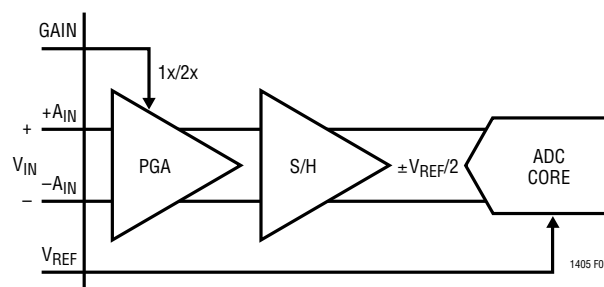 GAIN
1x/2x
+AIN
+
VIN
PGA
S/H
±VREF/2
ADC
CORE
–AIN
–
VREF
1405 F0